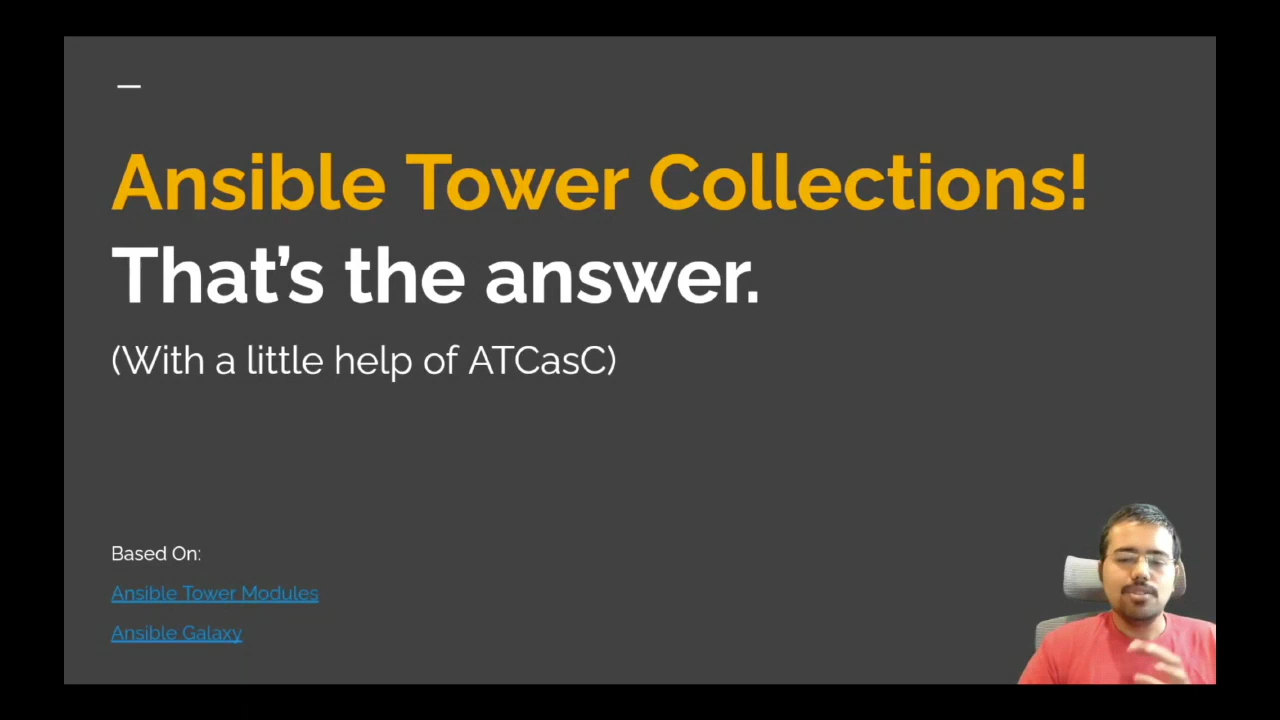 Ansible Tower Collections!
That’s the answer.
(With a little help of ATCasC)
Based On:
Ansible Tower Modules
Ansible Galaxy